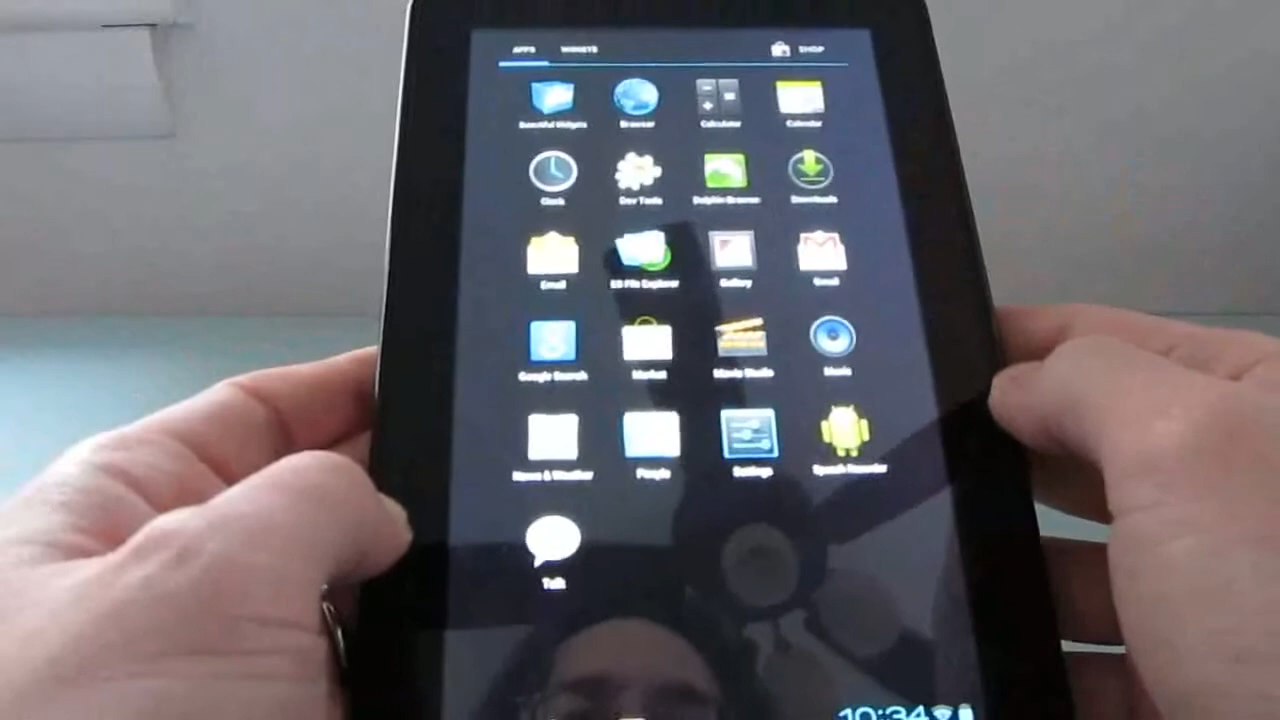 APPS WIDGETS SHOP
Beautiful Widgets Browser Calculator Calendar
Clock Dev Tools Dolphin Browser Downloads
Email ES File Explorer Gallery Gmail
Google Search Market Movie Studio Music
News & Weather People Settings Speech Recorder
Talk
10:34